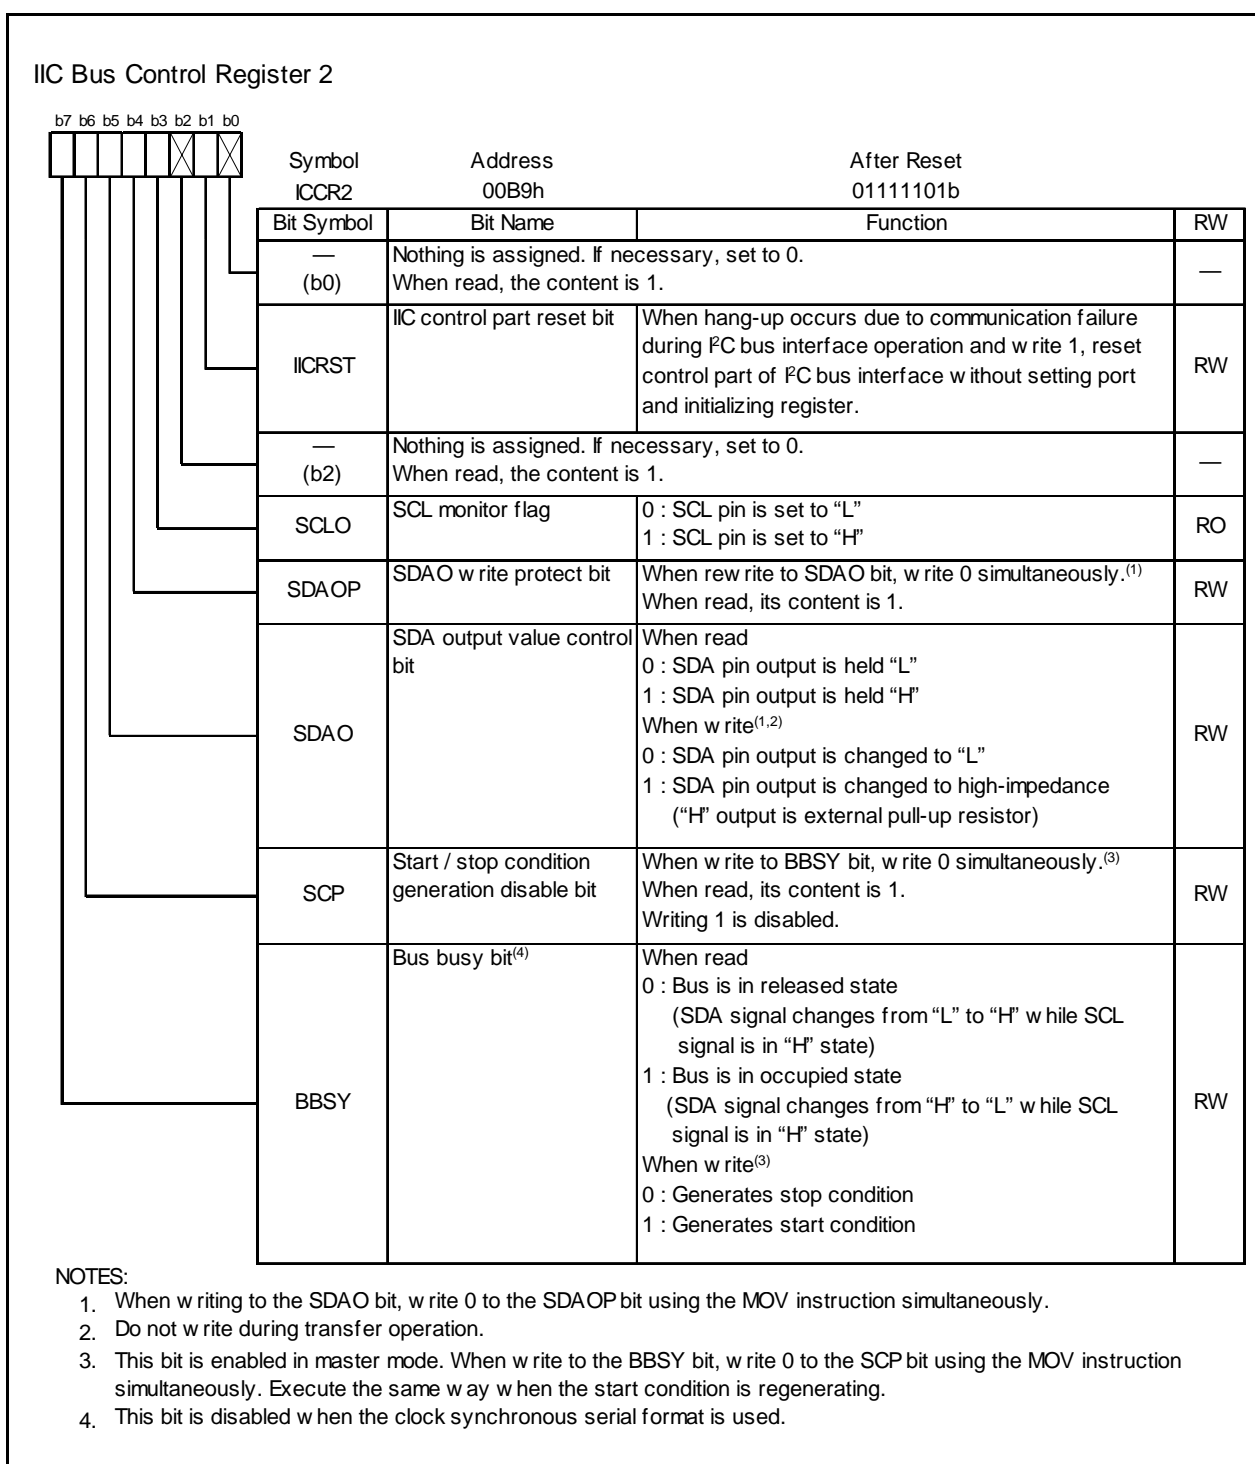 IIC Bus Control Register 2
b7 b6 b5 b4 b3 b2 b1 b0
Symbol Address After Reset
ICCR2 00B9h 01111101b
Bit Symbol Bit Name Function RW
—
(b0)
Nothing is assigned. If necessary, set to 0.
When read, the content is 1.
—
IICRST
IIC control part reset bit
When hang-up occurs due to communication failure
during I²C bus interface operation and write 1, reset
control part of I²C bus interface without setting port
and initializing register.
RW
—
(b2)
Nothing is assigned. If necessary, set to 0.
When read, the content is 1.
—
SCLO
SCL monitor flag
0 : SCL pin is set to “L”
1 : SCL pin is set to “H”
RO
SDAOP
SDAO write protect bit
When rewrite to SDAO bit, write 0 simultaneously.(1)
When read, its content is 1.
RW
SDAO
SDA output value control
bit
When read
0 : SDA pin output is held “L”
1 : SDA pin output is held “H”
When write(1,2)
0 : SDA pin output is changed to “L”
1 : SDA pin output is changed to high-impedance
(“H” output is external pull-up resistor)
RW
SCP
Start / stop condition
generation disable bit
When write to BBSY bit, write 0 simultaneously.(3)
When read, its content is 1.
Writing 1 is disabled.
RW
BBSY
Bus busy bit(4)
When read
0 : Bus is in released state
(SDA signal changes from “L” to “H” while SCL
signal is in “H” state)
1 : Bus is in occupied state
(SDA signal changes from “H” to “L” while SCL
signal is in “H” state)
When write(3)
0 : Generates stop condition
1 : Generates start condition
RW
NOTES:
1. When writing to the SDAO bit, write 0 to the SDAOP bit using the MOV instruction simultaneously.
2. Do not write during transfer operation.
3. This bit is enabled in master mode. When write to the BBSY bit, write 0 to the SCP bit using the MOV instruction
simultaneously. Execute the same way when the start condition is regenerating.
4. This bit is disabled when the clock synchronous serial format is used.